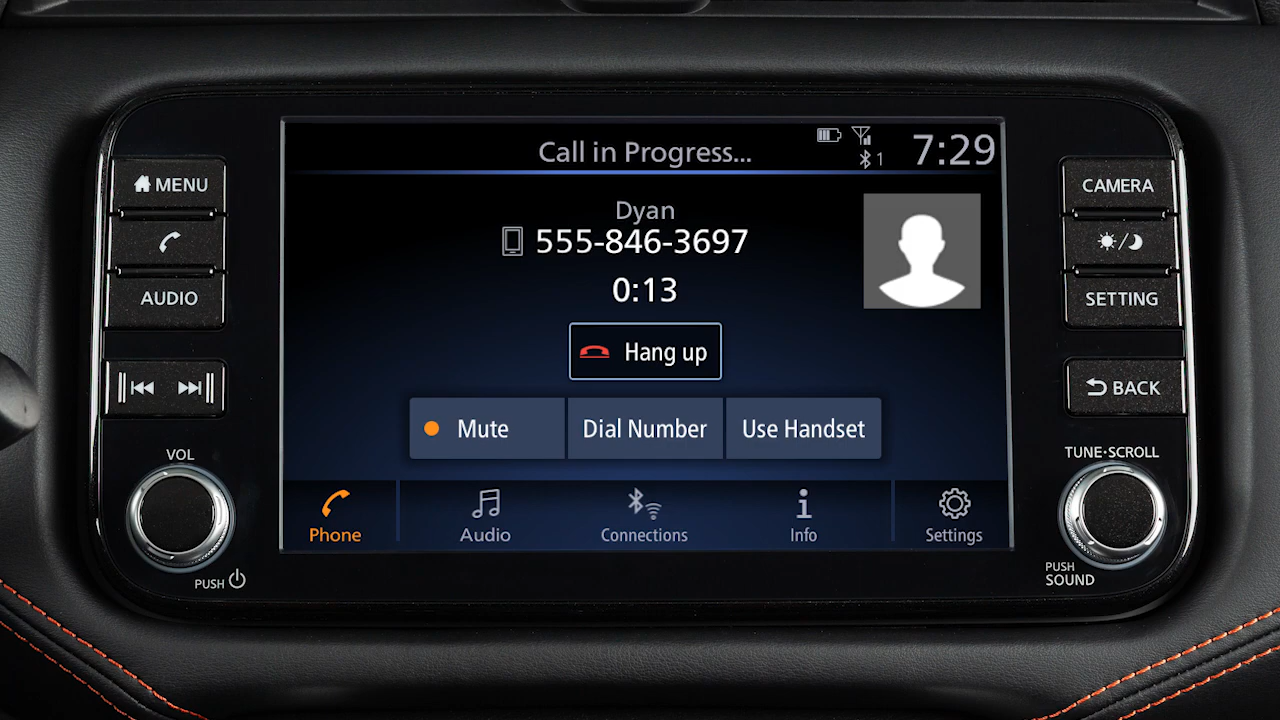 Call in Progress...
1
7:29
MENU
CAMERA
Dyan
555-846-3697
0:13
AUDIO
SETTING
Hang up
BACK
Mute
Dial Number
Use Handset
VOL
TUNE·SCROLL
Phone
Audio
Connections
Info
Settings
PUSH
PUSH
SOUND